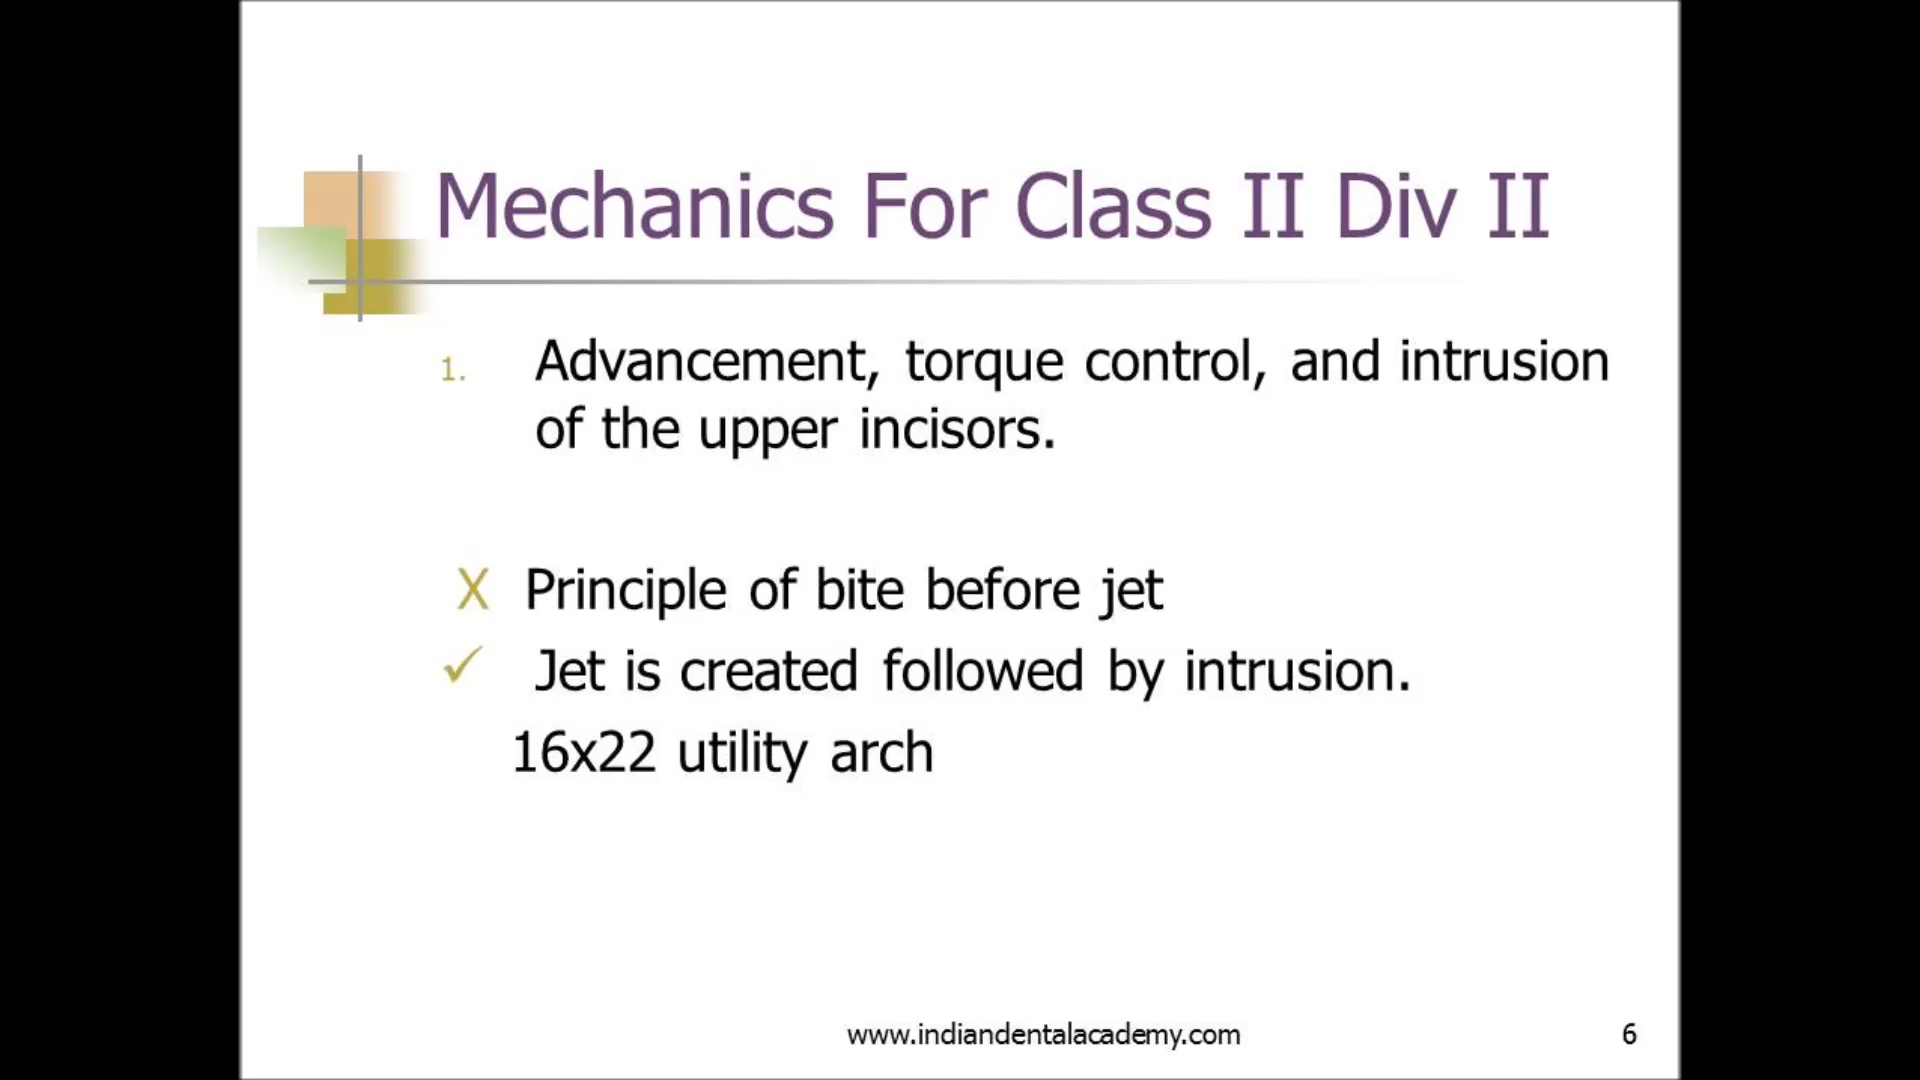 Mechanics For Class II Div II
1. Advancement, torque control, and intrusion
of the upper incisors.
X Principle of bite before jet
✓ Jet is created followed by intrusion.
16x22 utility arch
www.indiandentalacademy.com 6